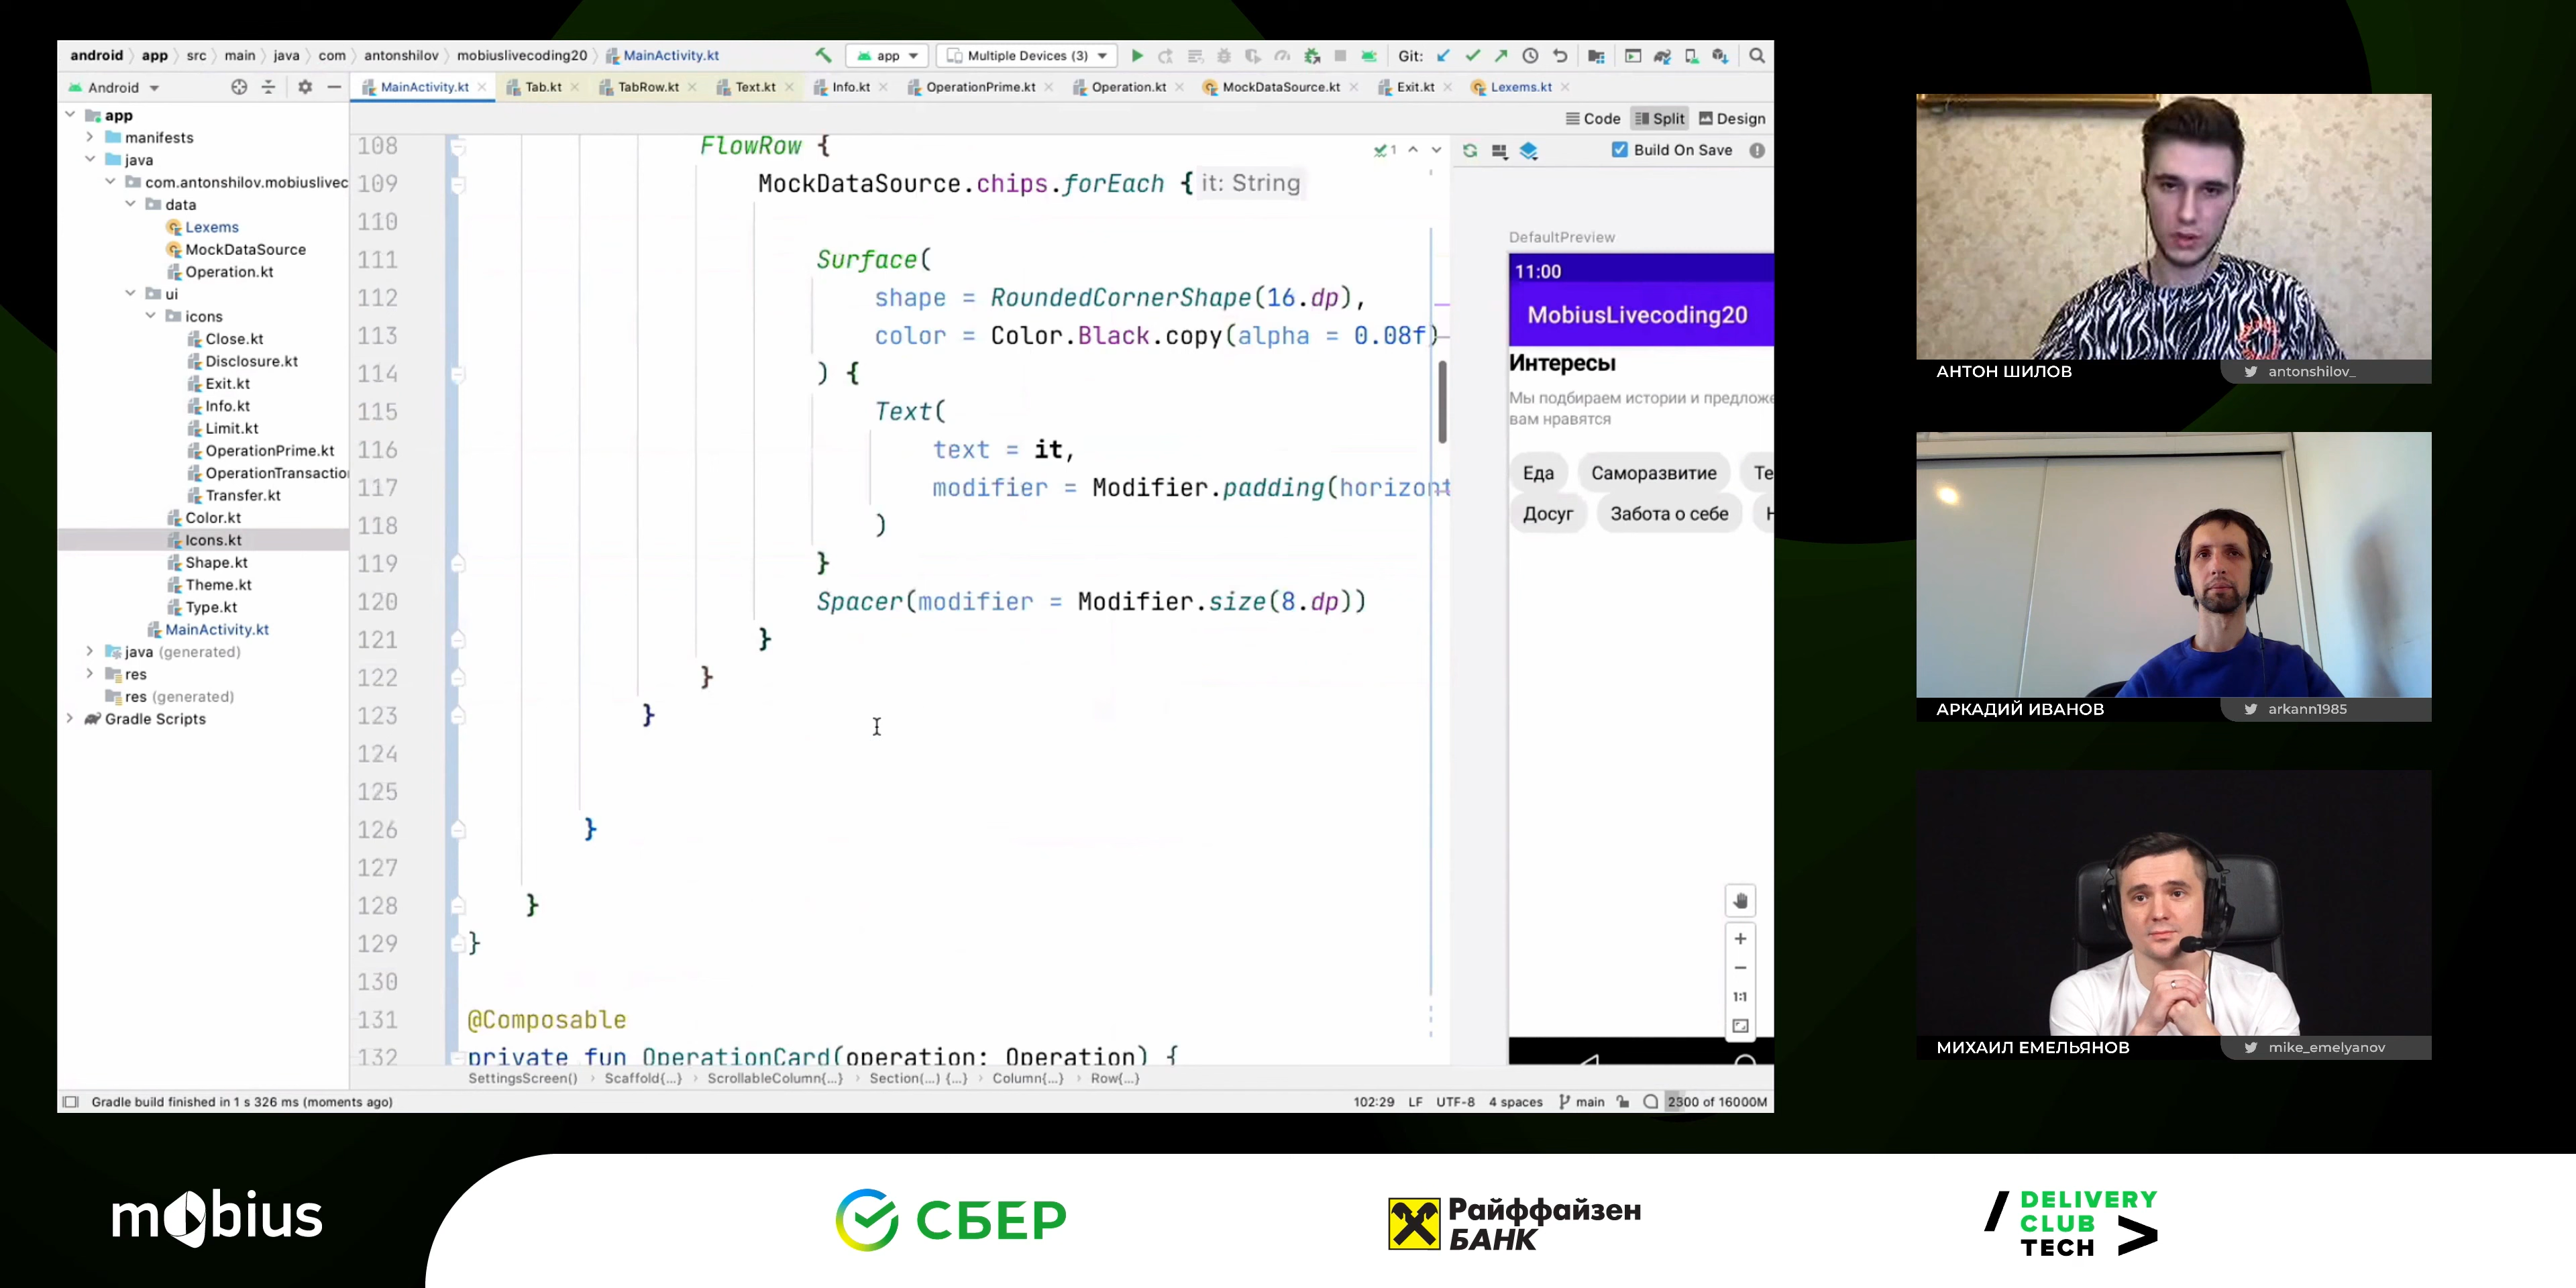 android app src main java com antonshilov mobiuslivecoding20 MainActivity.kt app Multiple Devices (3) Git:
Android MainActivity.kt Tab.kt TabRow.kt Text.kt Info.kt OperationPrime.kt Operation.kt MockDataSource.kt Exit.kt Lexems.kt
Code Split Design
app
manifests
java
com.antonshilov.mobiuslivec
data
Lexems
MockDataSource
Operation.kt
ui
icons
Close.kt
Disclosure.kt
Exit.kt
Info.kt
Limit.kt
OperationPrime.kt
OperationTransactio
Transfer.kt
Color.kt
Icons.kt
Shape.kt
Theme.kt
Type.kt
MainActivity.kt
java (generated)
res
res (generated)
Gradle Scripts
108 FlowRow {
109 MockDataSource.chips.forEach { it: String
110
111 Surface(
112 shape = RoundedCornerShape(16.dp),
113 color = Color.Black.copy(alpha = 0.08f)
114 ) {
115 Text(
116 text = it,
117 modifier = Modifier.padding(horizont
118 )
119 }
120 Spacer(modifier = Modifier.size(8.dp))
121 }
122 }
123 }
124
125
126 }
127
128 }
129 }
130
131 @Composable
132 private fun OperationCard(operation: Operation) {
1
Build On Save
DefaultPreview
11:00
MobiusLivecoding20
Интересы
Мы подбираем истории и предлож
вам нравятся
Еда Саморазвитие Те
Досуг Забота о себе
1:1
SettingsScreen() Scaffold{...} ScrollableColumn{...} Section(...) {...} Column{...} Row{...}
Gradle build finished in 1 s 326 ms (moments ago) 102:29 LF UTF-8 4 spaces main 2300 of 16000M
АНТОН ШИЛОВ antonshilov_
АРКАДИЙ ИВАНОВ arkann1985
МИХАИЛ ЕМЕЛЬЯНОВ mike_emelyanov
mobius
СБЕР
Райффайзен
БАНК
DELIVERY
CLUB
TECH